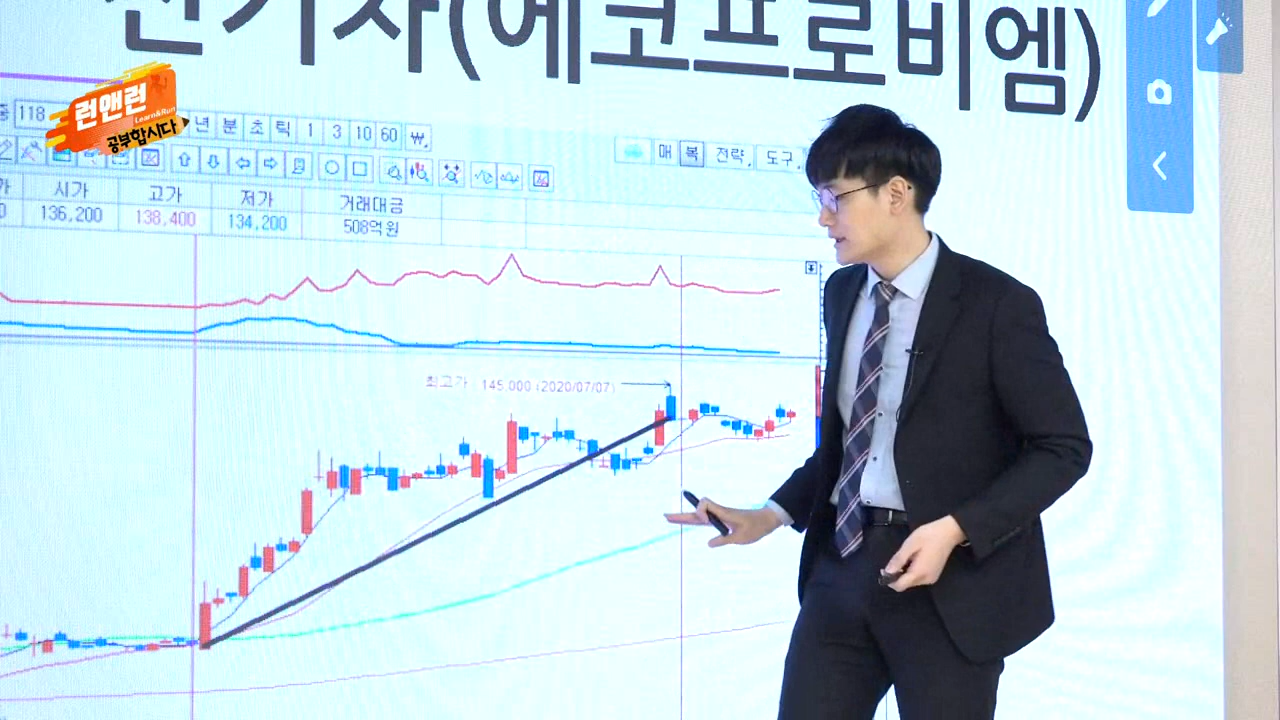 전기차(에코프로비엠)
런앤런
Learn&Run
공부합시다
118
년 분 초 틱 1 3 10 60 ₩
매 복 전략 도구
시가 고가 저가 거래대금
136,200 138,400 134,200 508억원
최고가 145,000 (2020/07/07)